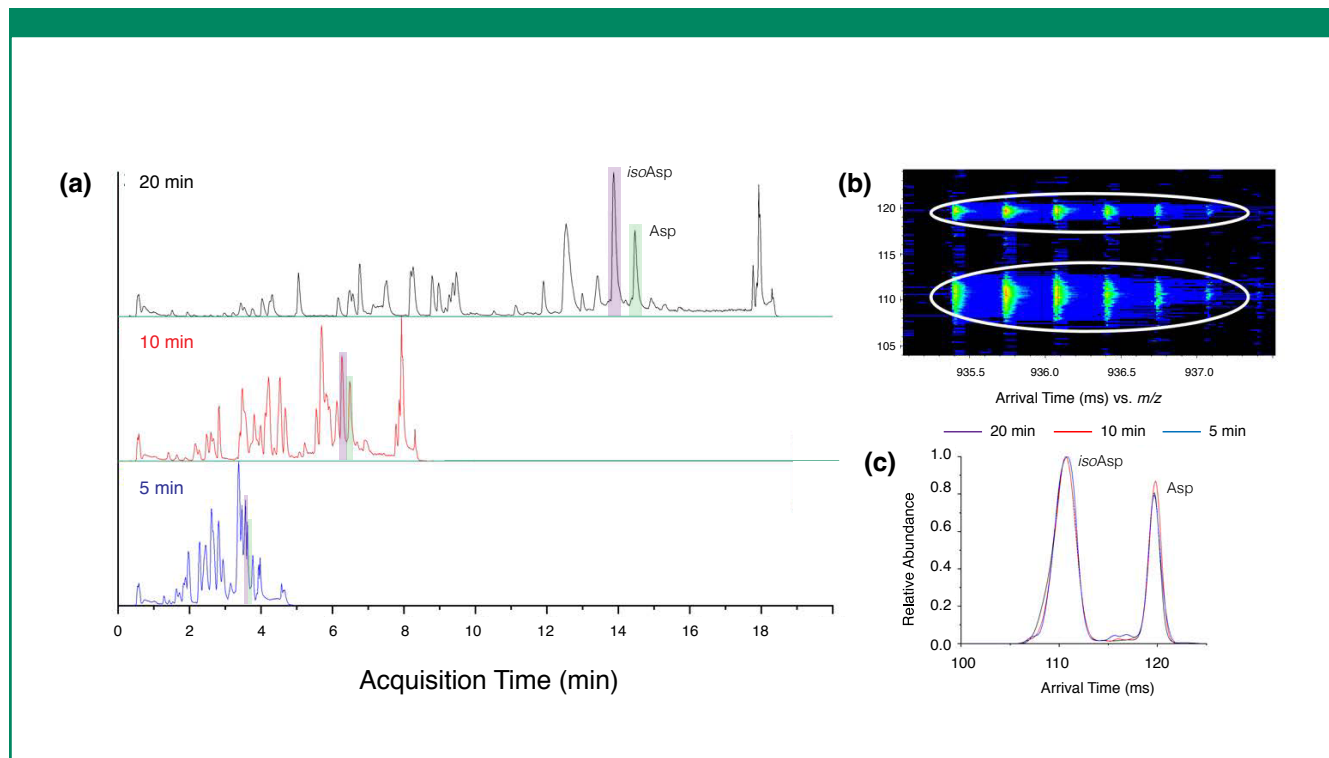 (a)
20 min
isoAsp
Asp
10 min
5 min
0 2 4 6 8 10 12 14 16 18
Acquisition Time (min)
(b)
120
115
110
105
935.5 936.0 936.5 937.0
Arrival Time (ms) vs. m/z
20 min 10 min 5 min
(c)
isoAsp
Asp
1.0
0.8
0.6
0.4
0.2
0.0
Relative Abundance
100 110 120
Arrival Time (ms)